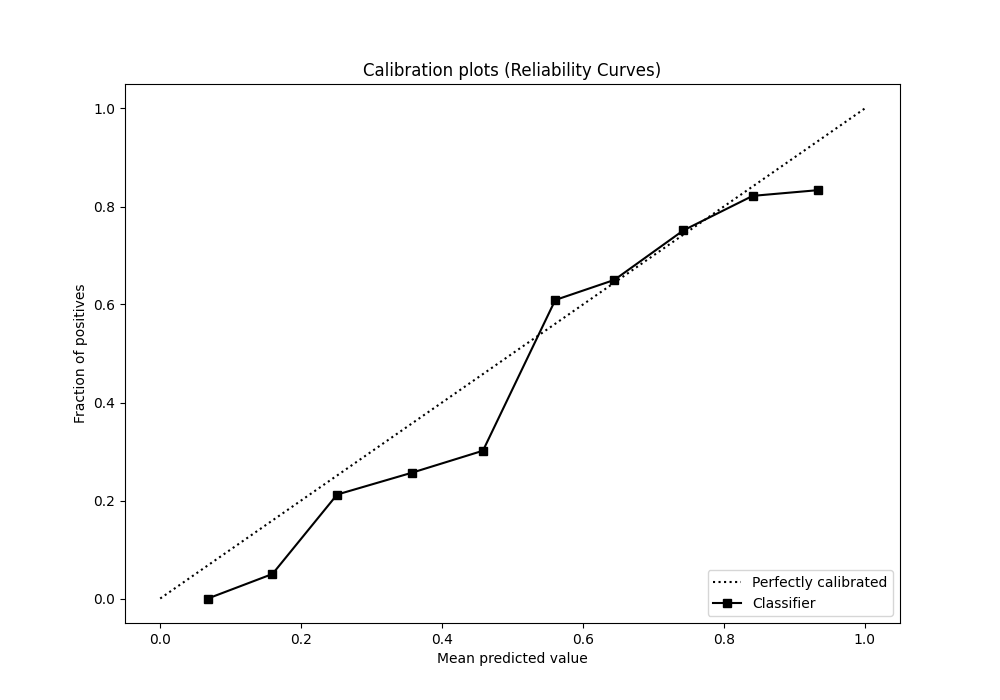 Calibration plots (Reliability Curves)
1.0
0.8
0.6
0.4
0.2
0.0
Fraction of positives
0.0 0.2 0.4 0.6 0.8 1.0
Mean predicted value
Perfectly calibrated
Classifier